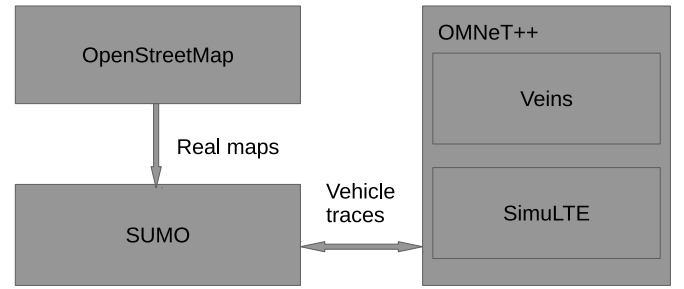 OpenStreetMap
Real maps
SUMO
Vehicle
traces
OMNeT++
Veins
SimuLTE